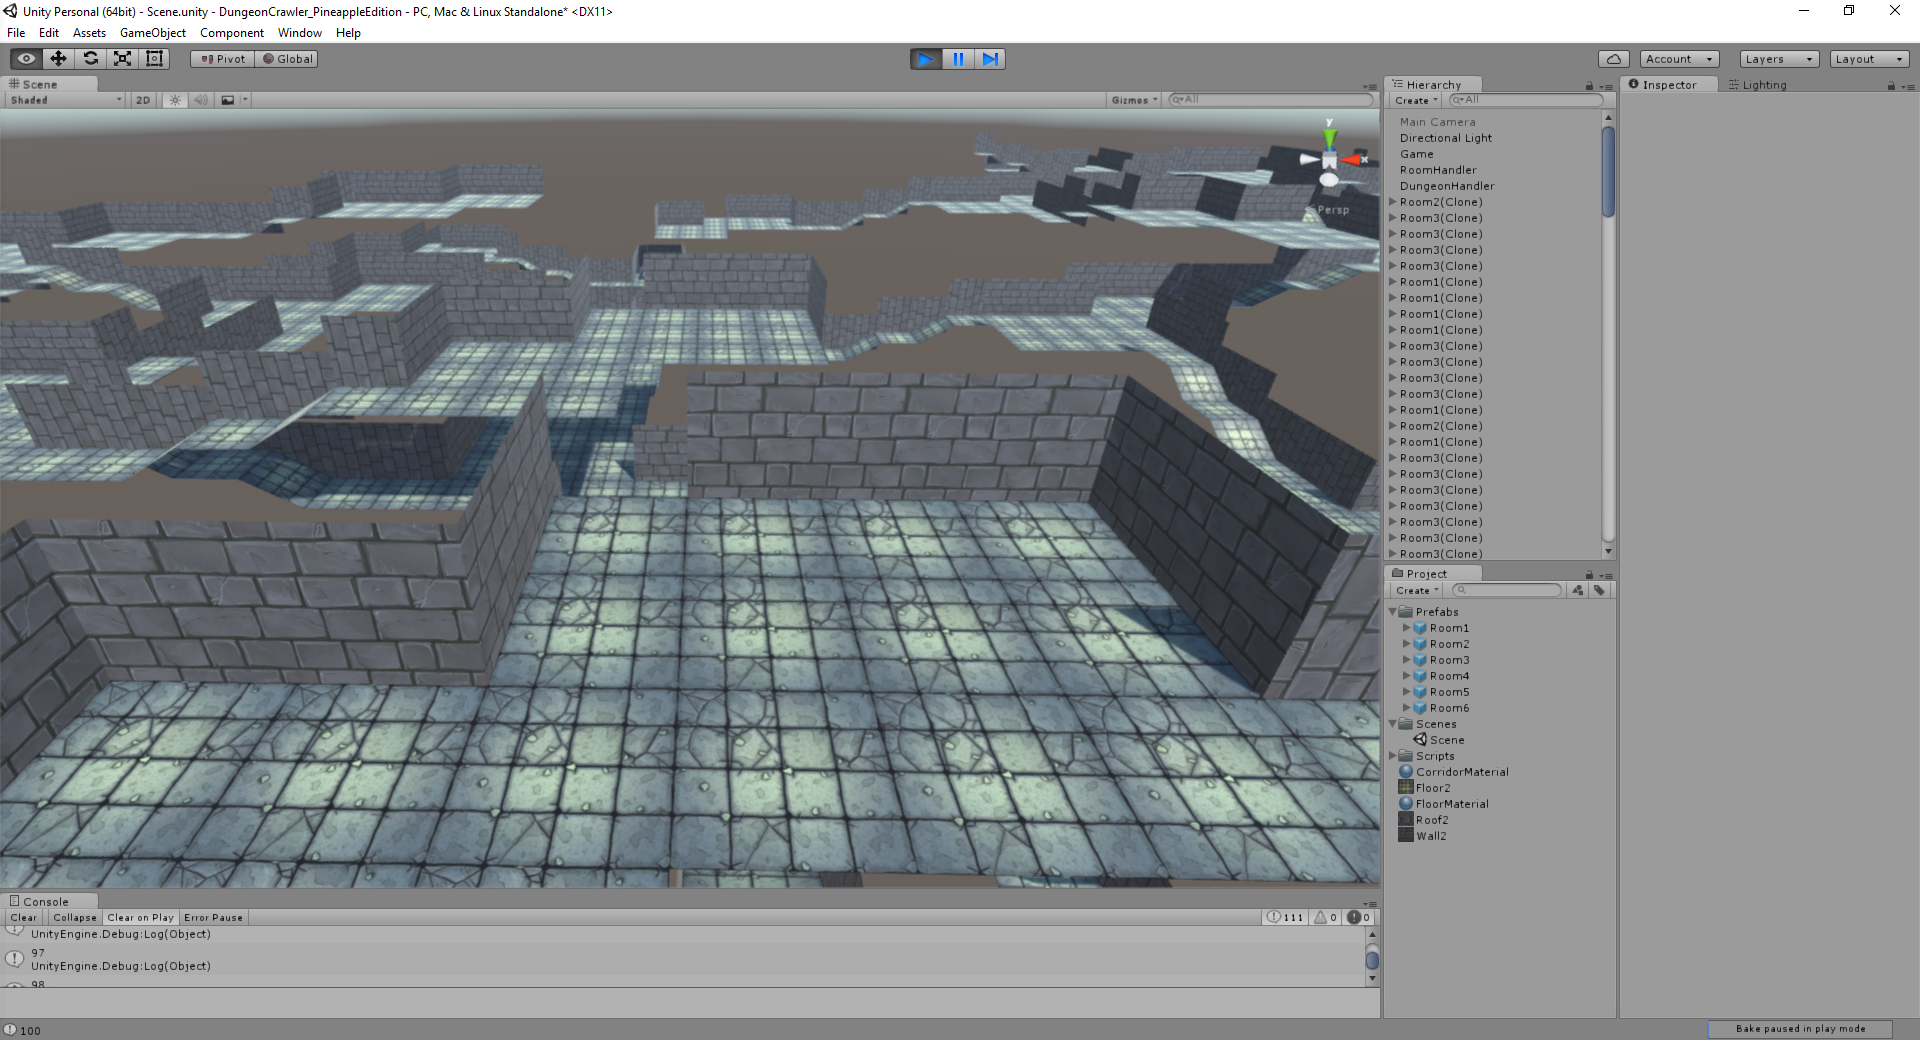 Unity Personal (64bit) - Scene.unity - DungeonCrawler_PineappleEdition - PC, Mac & Linux Standalone* <DX11>
File Edit Assets GameObject Component Window Help
Pivot Global Account Layers Layout
Scene
Shaded 2D Gizmos All
y
x
Persp
Hierarchy
Create All
Main Camera
Directional Light
Game
RoomHandler
DungeonHandler
Room2(Clone)
Room3(Clone)
Room3(Clone)
Room3(Clone)
Room3(Clone)
Room1(Clone)
Room1(Clone)
Room1(Clone)
Room1(Clone)
Room3(Clone)
Room3(Clone)
Room3(Clone)
Room3(Clone)
Room1(Clone)
Room2(Clone)
Room1(Clone)
Room3(Clone)
Room3(Clone)
Room3(Clone)
Room3(Clone)
Room3(Clone)
Room3(Clone)
Room3(Clone)
Inspector Lighting
Project
Create
Prefabs
Room1
Room2
Room3
Room4
Room5
Room6
Scenes
Scene
Scripts
CorridorMaterial
Floor2
FloorMaterial
Roof2
Wall2
Console
Clear Collapse Clear on Play Error Pause 111 0 0
UnityEngine.Debug:Log(Object)
97
UnityEngine.Debug:Log(Object)
98
100
Bake paused in play mode